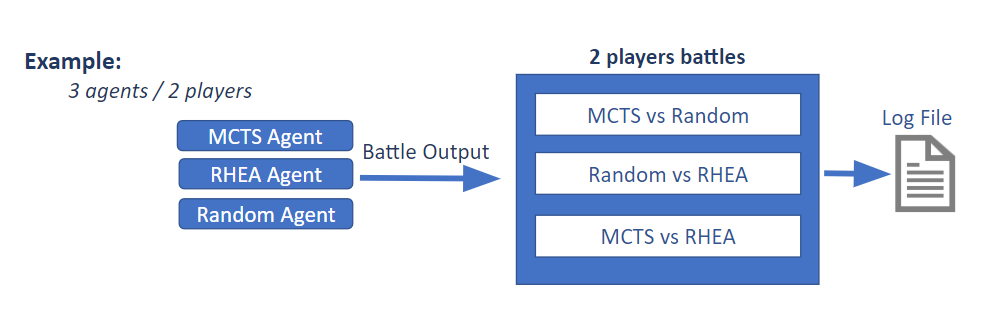 Example:
3 agents / 2 players
MCTS Agent
RHEA Agent
Random Agent
Battle Output
2 players battles
MCTS vs Random
Random vs RHEA
MCTS vs RHEA
Log File